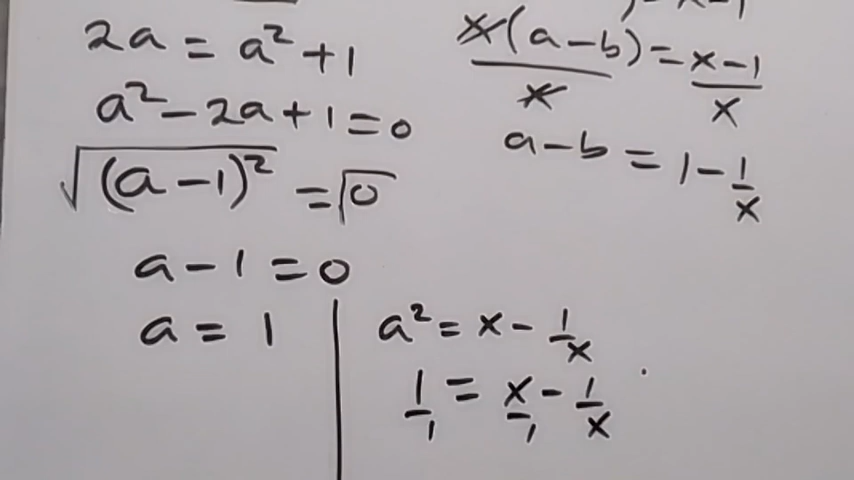 2a = a² + 1
a² - 2a + 1 = 0
√(a - 1)² = √0
a - 1 = 0
a = 1
x(a - b)/x = x - 1/x
a - b = 1 - 1/x
a² = x - 1/x
1/1 = x/1 - 1/x